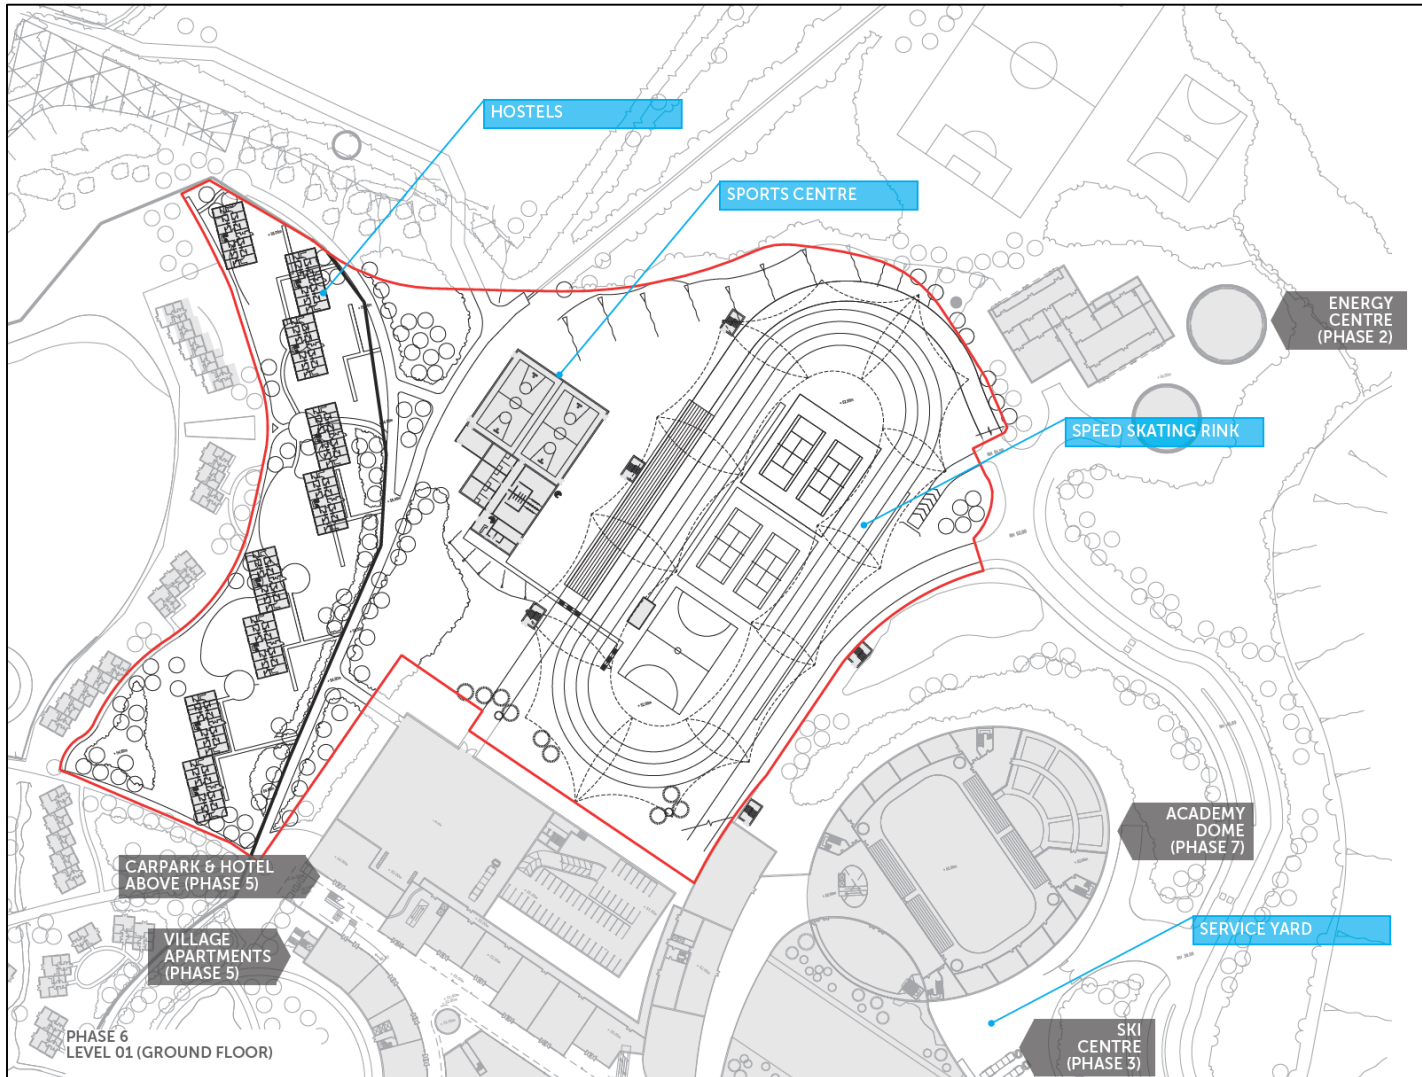 HOSTELS
SPORTS CENTRE
ENERGY
CENTRE
(PHASE 2)
SPEED SKATING RINK
ACADEMY
DOME
(PHASE 7)
CARPARK & HOTEL
ABOVE (PHASE 5)
SERVICE YARD
VILLAGE
APARTMENTS
(PHASE 5)
SKI
CENTRE
(PHASE 3)
PHASE 6
LEVEL 01 (GROUND FLOOR)